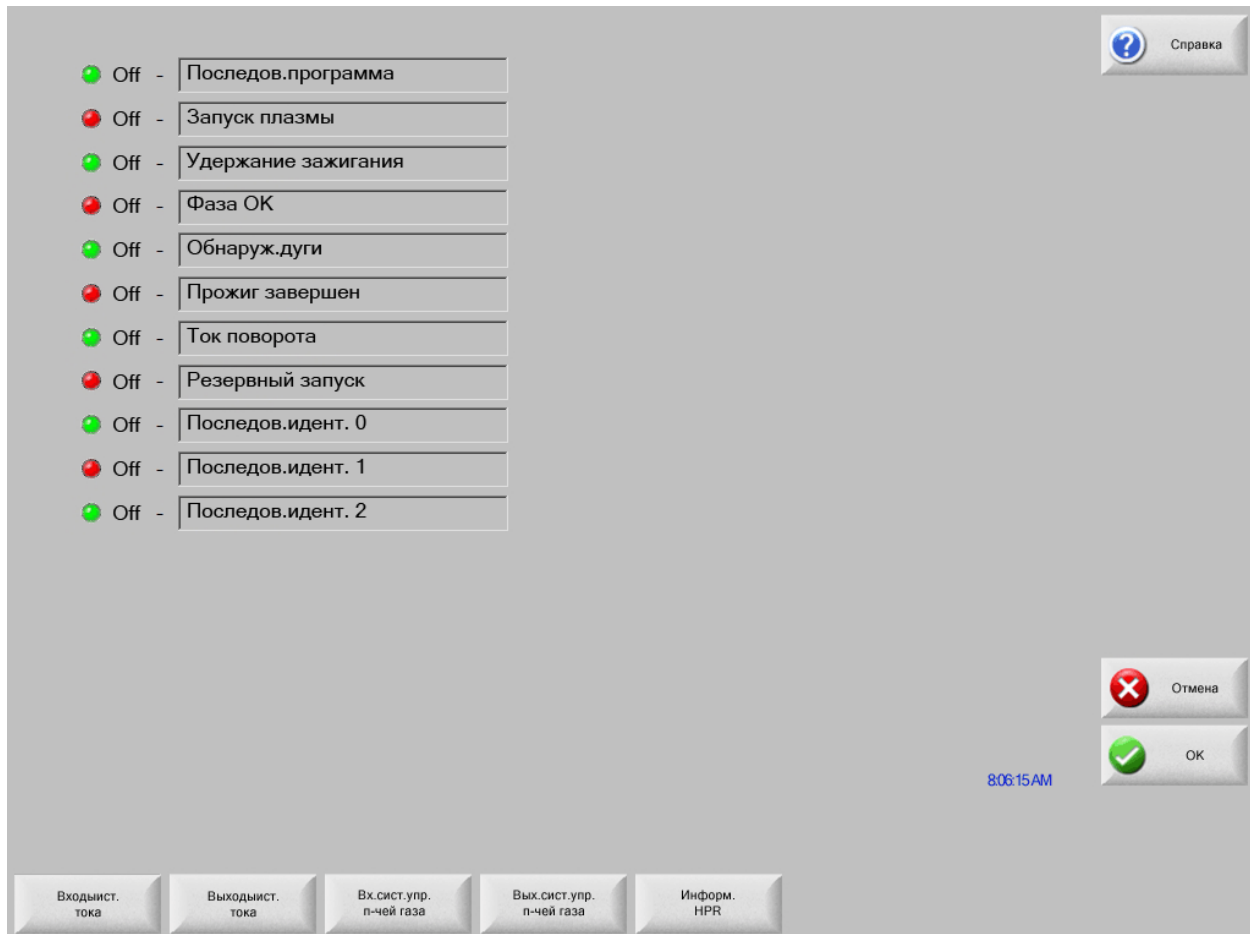 Справка
Off - Последов.программа
Off - Запуск плазмы
Off - Удержание зажигания
Off - Фаза ОК
Off - Обнаруж.дуги
Off - Прожиг завершен
Off - Ток поворота
Off - Резервный запуск
Off - Последов.идент. 0
Off - Последов.идент. 1
Off - Последов.идент. 2
Отмена
OK
8:06:15 AM
Входыист.
тока
Выходыист.
тока
Вх.сист.упр.
п-чей газа
Вых.сист.упр.
п-чей газа
Информ.
HPR